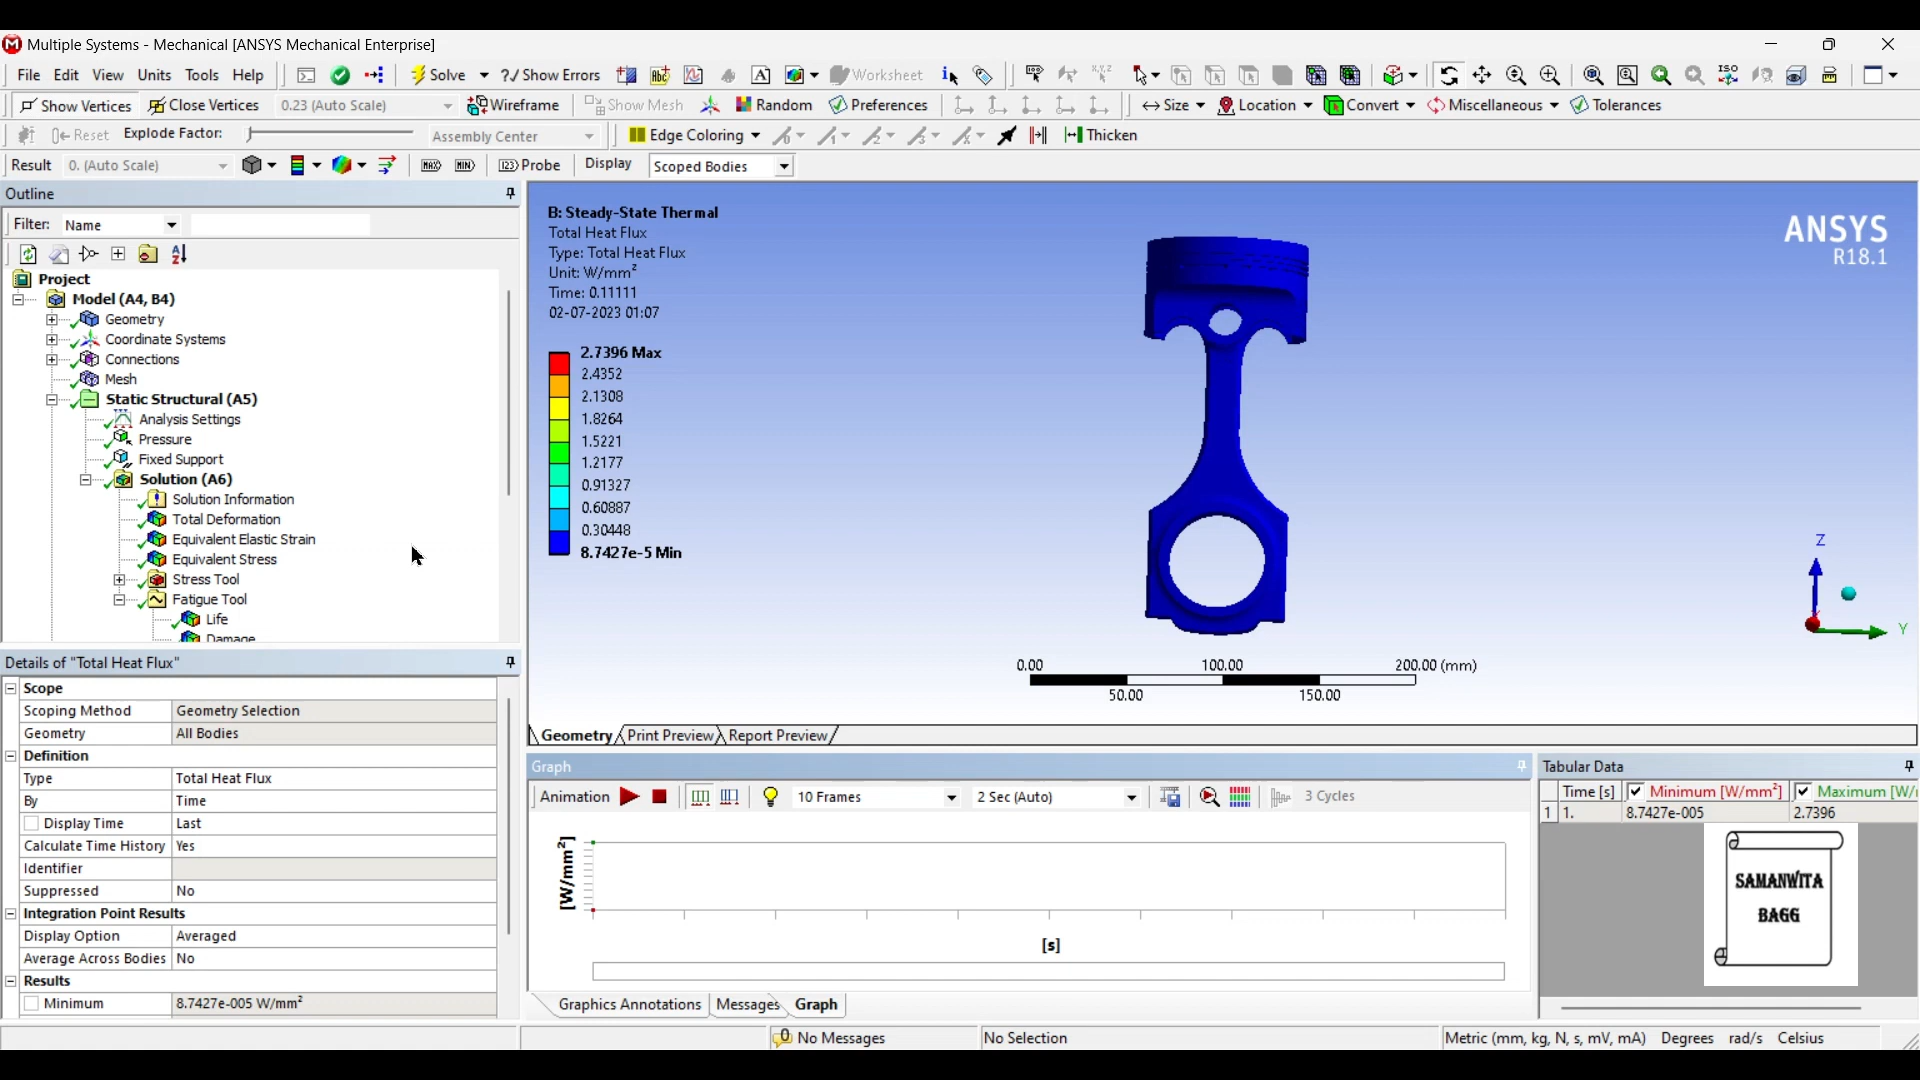 Multiple Systems - Mechanical [ANSYS Mechanical Enterprise]
File Edit View Units Tools Help Solve ?/ Show Errors Worksheet
Show Vertices Close Vertices 0.23 (Auto Scale) Wireframe Show Mesh Random Preferences Size Location Convert Miscellaneous Tolerances
Reset Explode Factor: Assembly Center Edge Coloring Thicken
Result 0. (Auto Scale) MAX MIN Probe Display Scoped Bodies
Outline
Filter: Name
Project
Model (A4, B4)
Geometry
Coordinate Systems
Connections
Mesh
Static Structural (A5)
Analysis Settings
Pressure
Fixed Support
Solution (A6)
Solution Information
Total Deformation
Equivalent Elastic Strain
Equivalent Stress
Stress Tool
Fatigue Tool
Life
Damage
Details of "Total Heat Flux"
Scope
Scoping Method Geometry Selection
Geometry All Bodies
Definition
Type Total Heat Flux
By Time
Display Time Last
Calculate Time History Yes
Identifier
Suppressed No
Integration Point Results
Display Option Averaged
Average Across Bodies No
Results
Minimum 8.7427e-005 W/mm²
B: Steady-State Thermal
Total Heat Flux
Type: Total Heat Flux
Unit: W/mm²
Time: 0.11111
02-07-2023 01:07
2.7396 Max
2.4352
2.1308
1.8264
1.5221
1.2177
0.91327
0.60887
0.30448
8.7427e-5 Min
ANSYS
R18.1
Z
Y
0.00 100.00 200.00 (mm)
50.00 150.00
Geometry Print Preview Report Preview
Graph
Animation 10 Frames 2 Sec (Auto) 3 Cycles
[W/mm²]
[s]
Graphics Annotations Messages Graph
Tabular Data
Time [s] Minimum [W/mm²] Maximum [W/
1 1. 8.7427e-005 2.7396
SAMANWITA
BAGG
No Messages No Selection Metric (mm, kg, N, s, mV, mA) Degrees rad/s Celsius